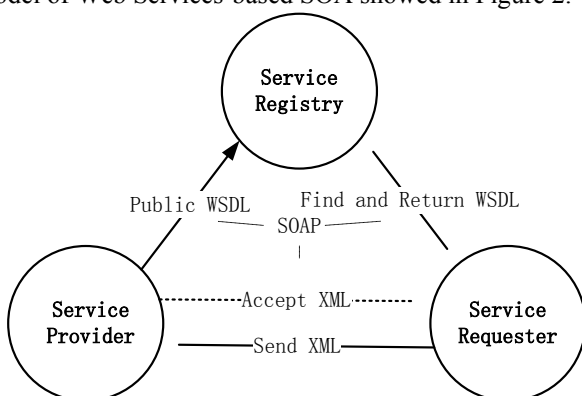 odel of Web Services-based SOA showed in Figure 2.
Service
Registry
Public WSDL
Find and Return WSDL
SOAP
Accept XML
Service
Provider
Service
Requester
Send XML